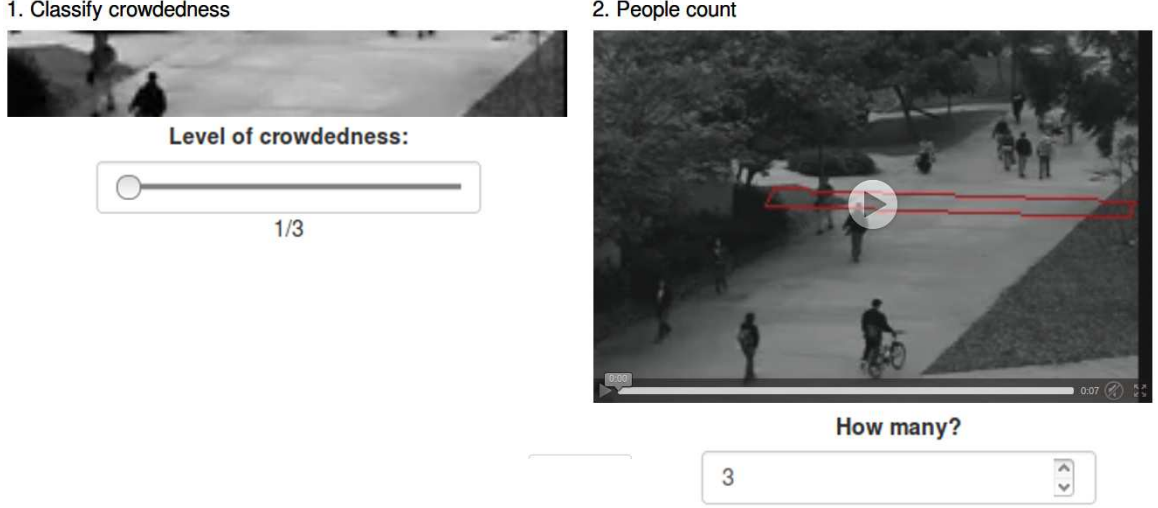 1. Classify crowdedness
Level of crowdedness:
1/3
2. People count
0:00
0:07
How many?
3